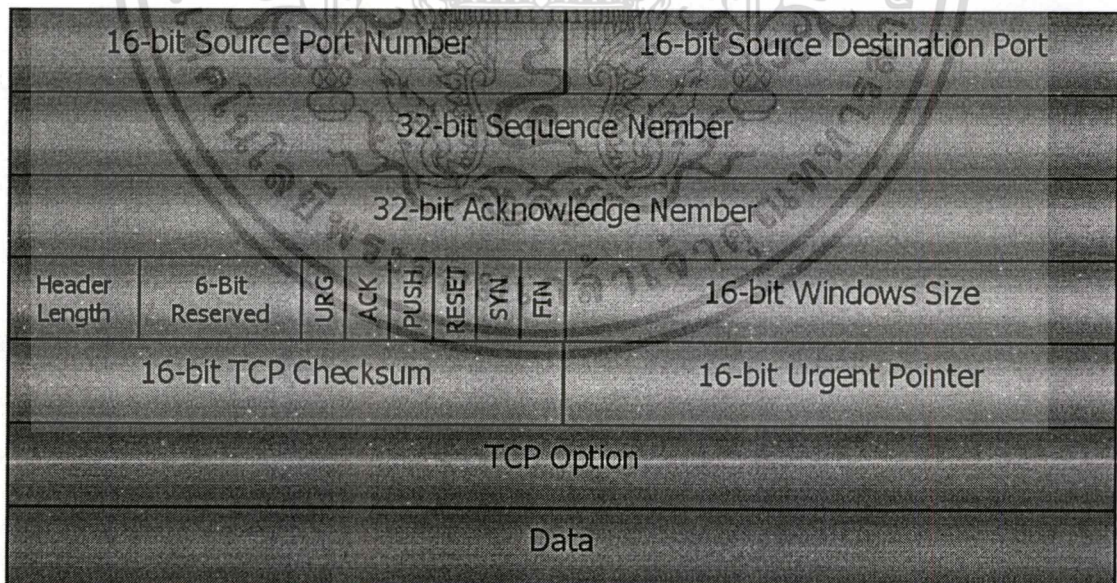 16-bit Source Port Number
16-bit Source Destination Port
32-bit Sequence Nember
32-bit Acknowledge Nember
Header
Length
6-Bit
Reserved
URG
ACK
PUSH
RESET
SYN
FIN
16-bit Windows Size
16-bit TCP Checksum
16-bit Urgent Pointer
TCP Option
Data